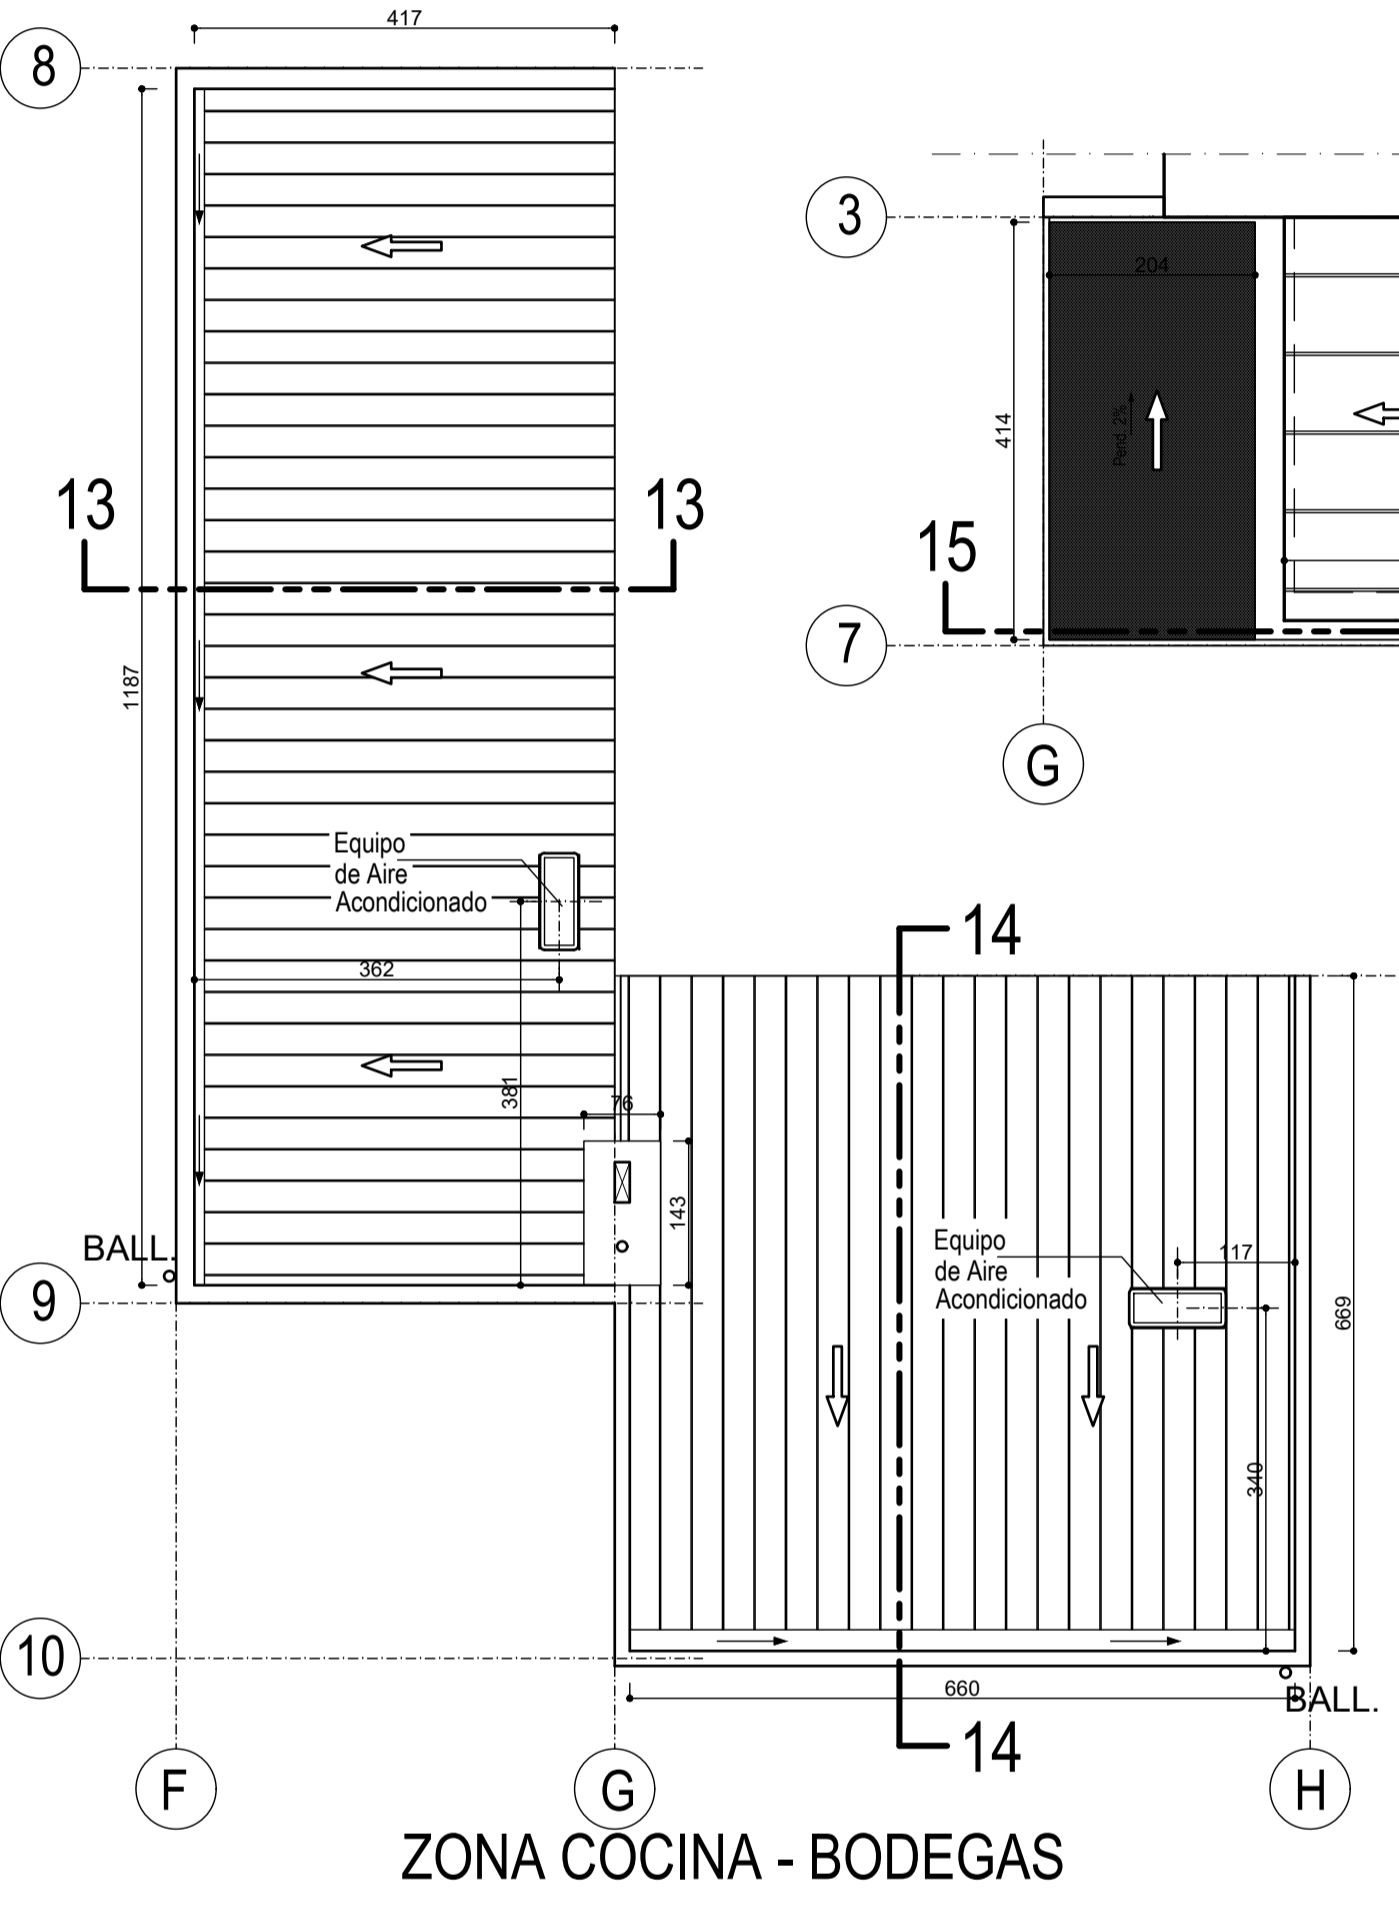 417
8
3
204
414
Pend. 2%
13
13
15
7
1187
G
Equipo
de Aire
Acondicionado
14
362
381
76
143
BALL.
Equipo
de Aire
Acondicionado
117
9
669
340
10
660
BALL.
14
F
G
H
ZONA COCINA - BODEGAS